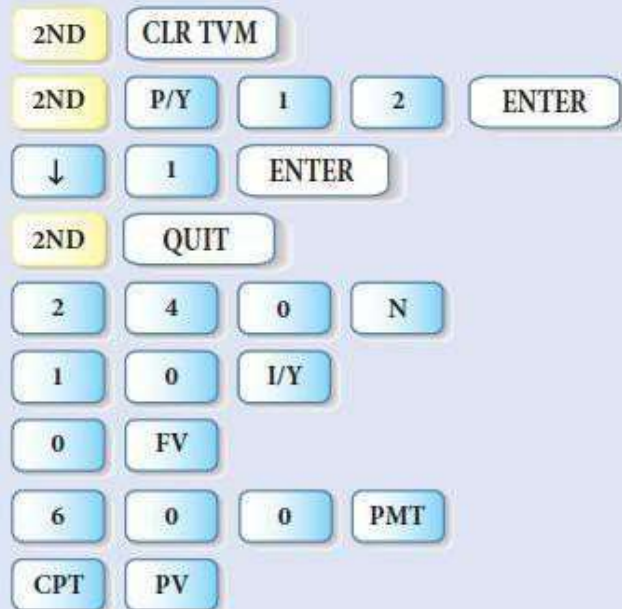 2ND CLR TVM
2ND P/Y 1 2 ENTER
↓ 1 ENTER
2ND QUIT
2 4 0 N
1 0 I/Y
0 FV
6 0 0 PMT
CPT PV